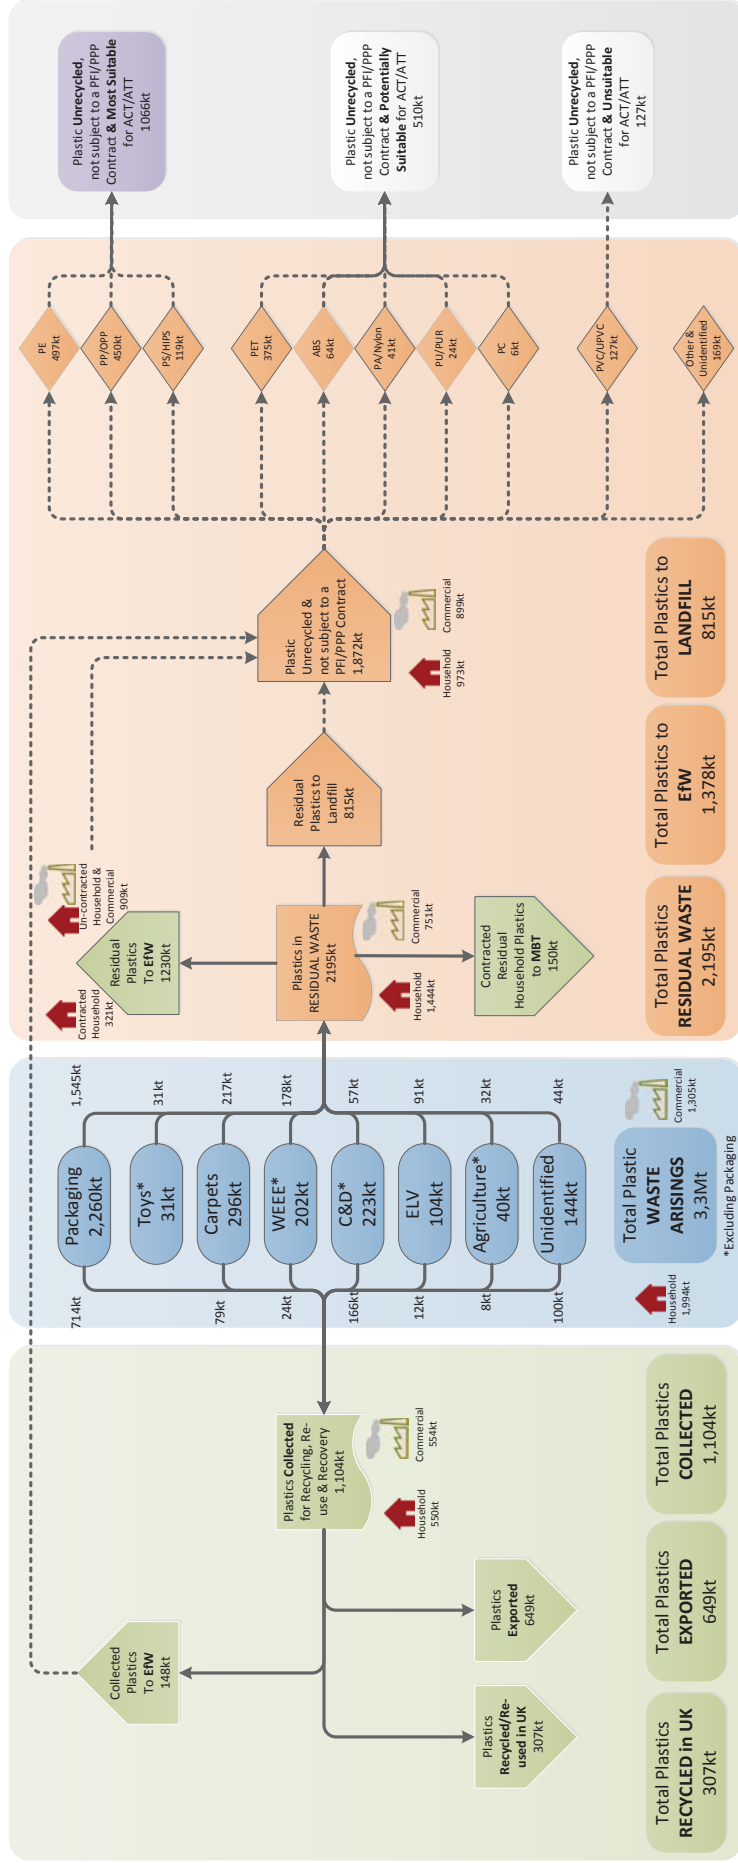 Collected
Plastics
To EfW
148kt
Plastics Collected
for Recycling, Re-
use & Recovery
1,104kt
Household
550kt
Commercial
554kt
Plastics
Recycled/Re-
used in UK
307kt
Plastics
Exported
649kt
Total Plastics
RECYCLED in UK
307kt
Total Plastics
EXPORTED
649kt
Total Plastics
COLLECTED
1,104kt
714kt
Packaging
2,260kt
1,545kt
Toys*
31kt
31kt
79kt
Carpets
296kt
217kt
24kt
WEEE*
202kt
178kt
166kt
C&D*
223kt
57kt
12kt
ELV
104kt
91kt
8kt
Agriculture*
40kt
32kt
100kt
Unidentified
144kt
44kt
Household
1,994kt
Total Plastic
WASTE
ARISINGS
3,3Mt
Commercial
1,305kt
*Excluding Packaging
Contracted
Household
321kt
Un-contracted
Household &
Commercial
909kt
Residual
Plastics
To EfW
1230kt
Plastics in
RESIDUAL WASTE
2195kt
Household
1,444kt
Commercial
751kt
Contracted
Residual
Household Plastics
to MBT
150kt
Residual
Plastics to
Landfill
815kt
Plastic
Unrecycled &
not subject to a
PFI/PPP Contract
1,872kt
Household
973kt
Commercial
899kt
Total Plastics
RESIDUAL WASTE
2,195kt
Total Plastics to
EfW
1,378kt
Total Plastics to
LANDFILL
815kt
PE
497kt
PP/OPP
450kt
PS/HIPS
119kt
PET
375kt
ABS
64kt
PA/Nylon
41kt
PU/PUR
24kt
PC
6kt
PVC/UPVC
127kt
Other &
Unidentified
169kt
Plastic Unrecycled,
not subject to a PFI/PPP
Contract & Most Suitable
for ACT/ATT
1066kt
Plastic Unrecycled,
not subject to a PFI/PPP
Contract & Potentially
Suitable for ACT/ATT
510kt
Plastic Unrecycled,
not subject to a PFI/PPP
Contract & Unsuitable
for ACT/ATT
127kt